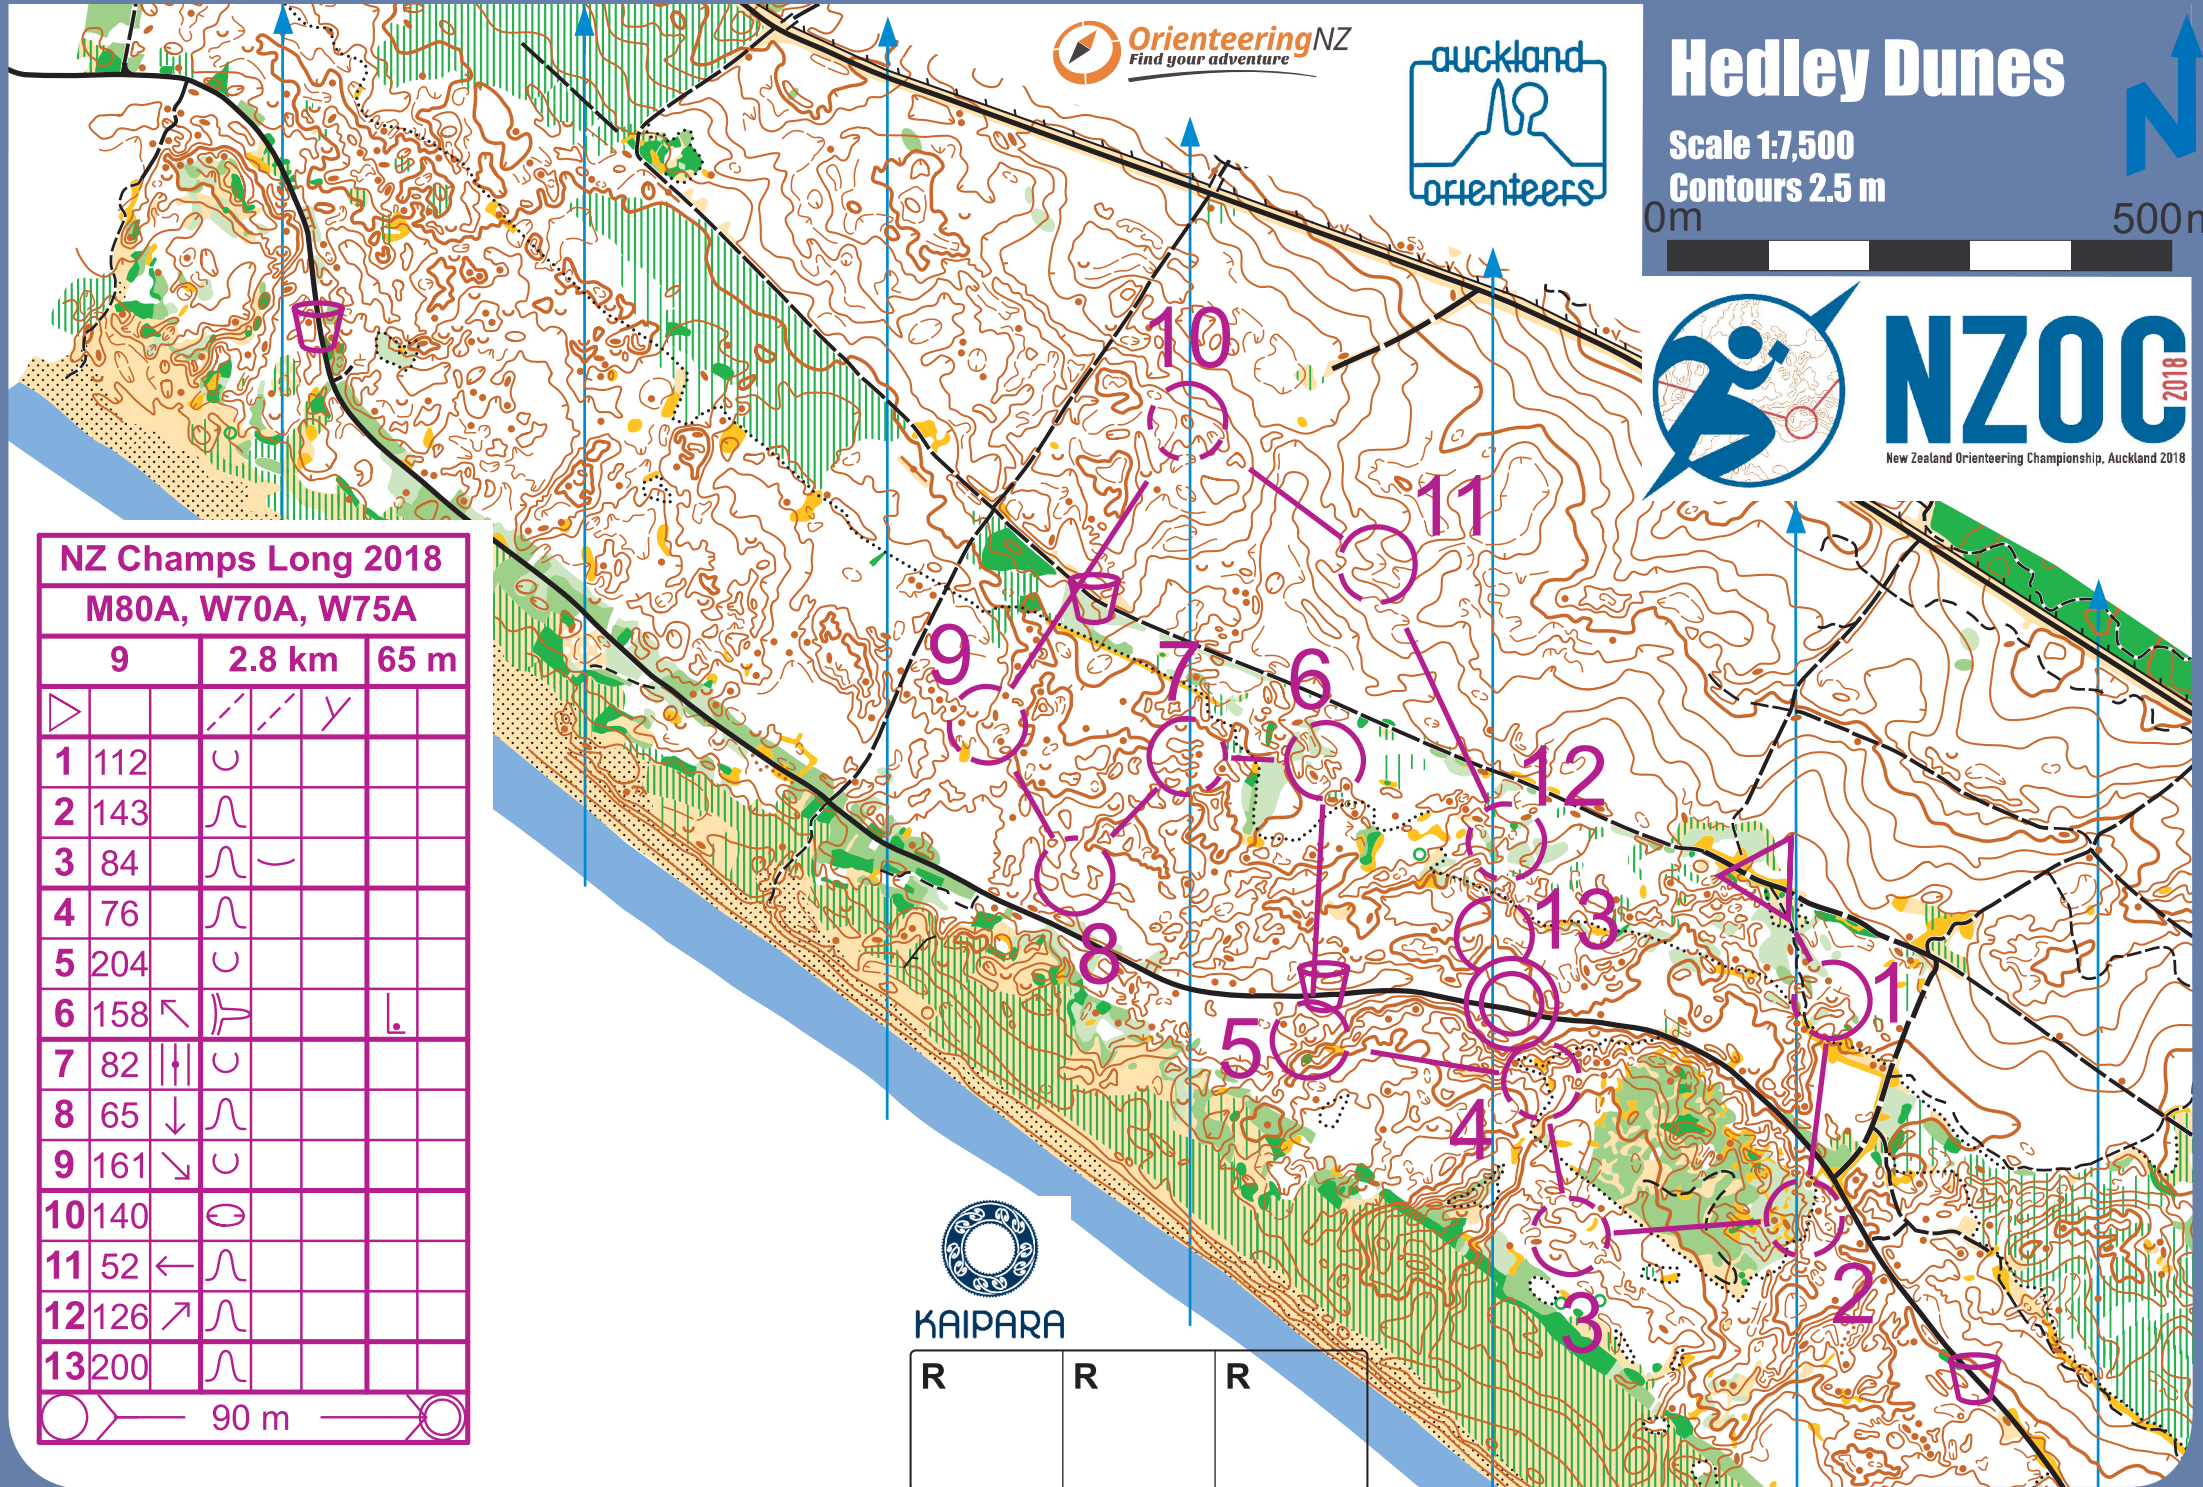 OrienteeringNZ
Find your adventure
auckland
orienteers
Hedley Dunes
Scale 1:7,500
Contours 2.5 m
0m
500m
N
NZOC
2018
New Zealand Orienteering Championship, Auckland 2018
NZ Champs Long 2018
M80A, W70A, W75A
9 2.8 km 65 m
1 112
2 143
3 84
4 76
5 204
6 158
7 82
8 65
9 161
10 140
11 52
12 126
13 200
90 m
10
11
9
7
6
12
13
1
8
5
4
2
3
KAIPARA
R R R